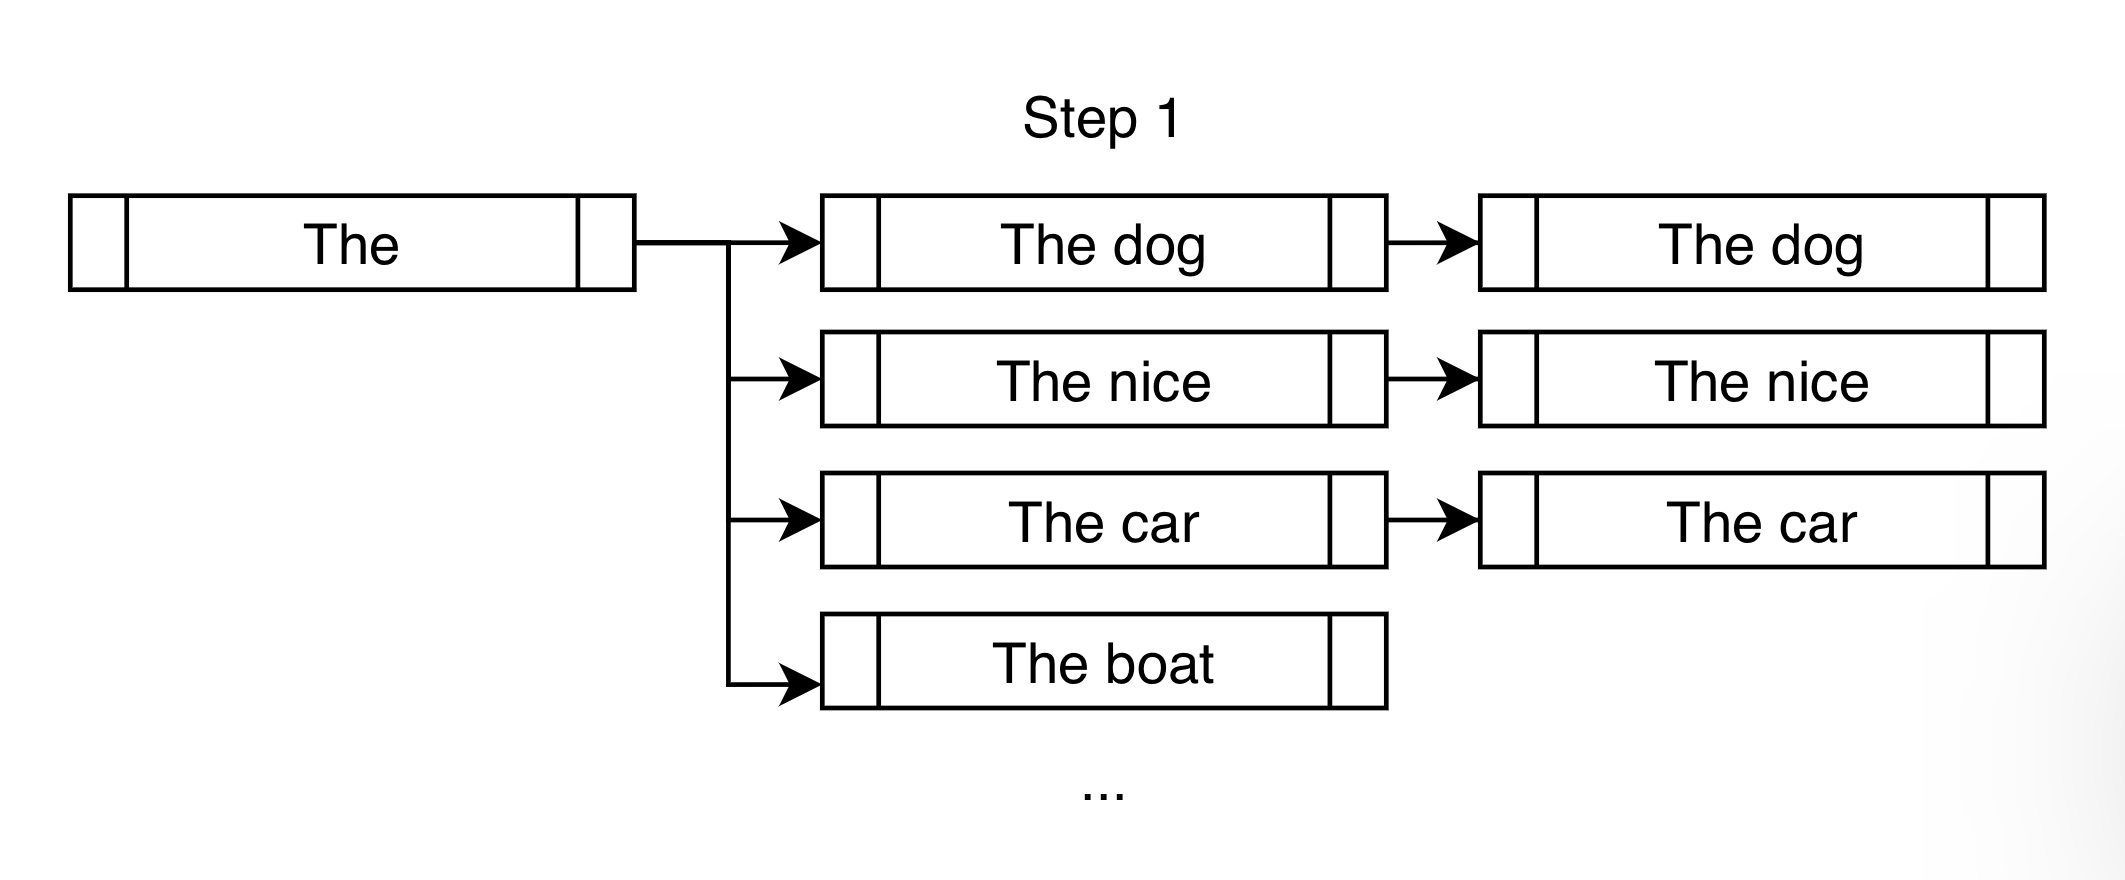 Step 1
The
The dog
The dog
The nice
The nice
The car
The car
The boat
...